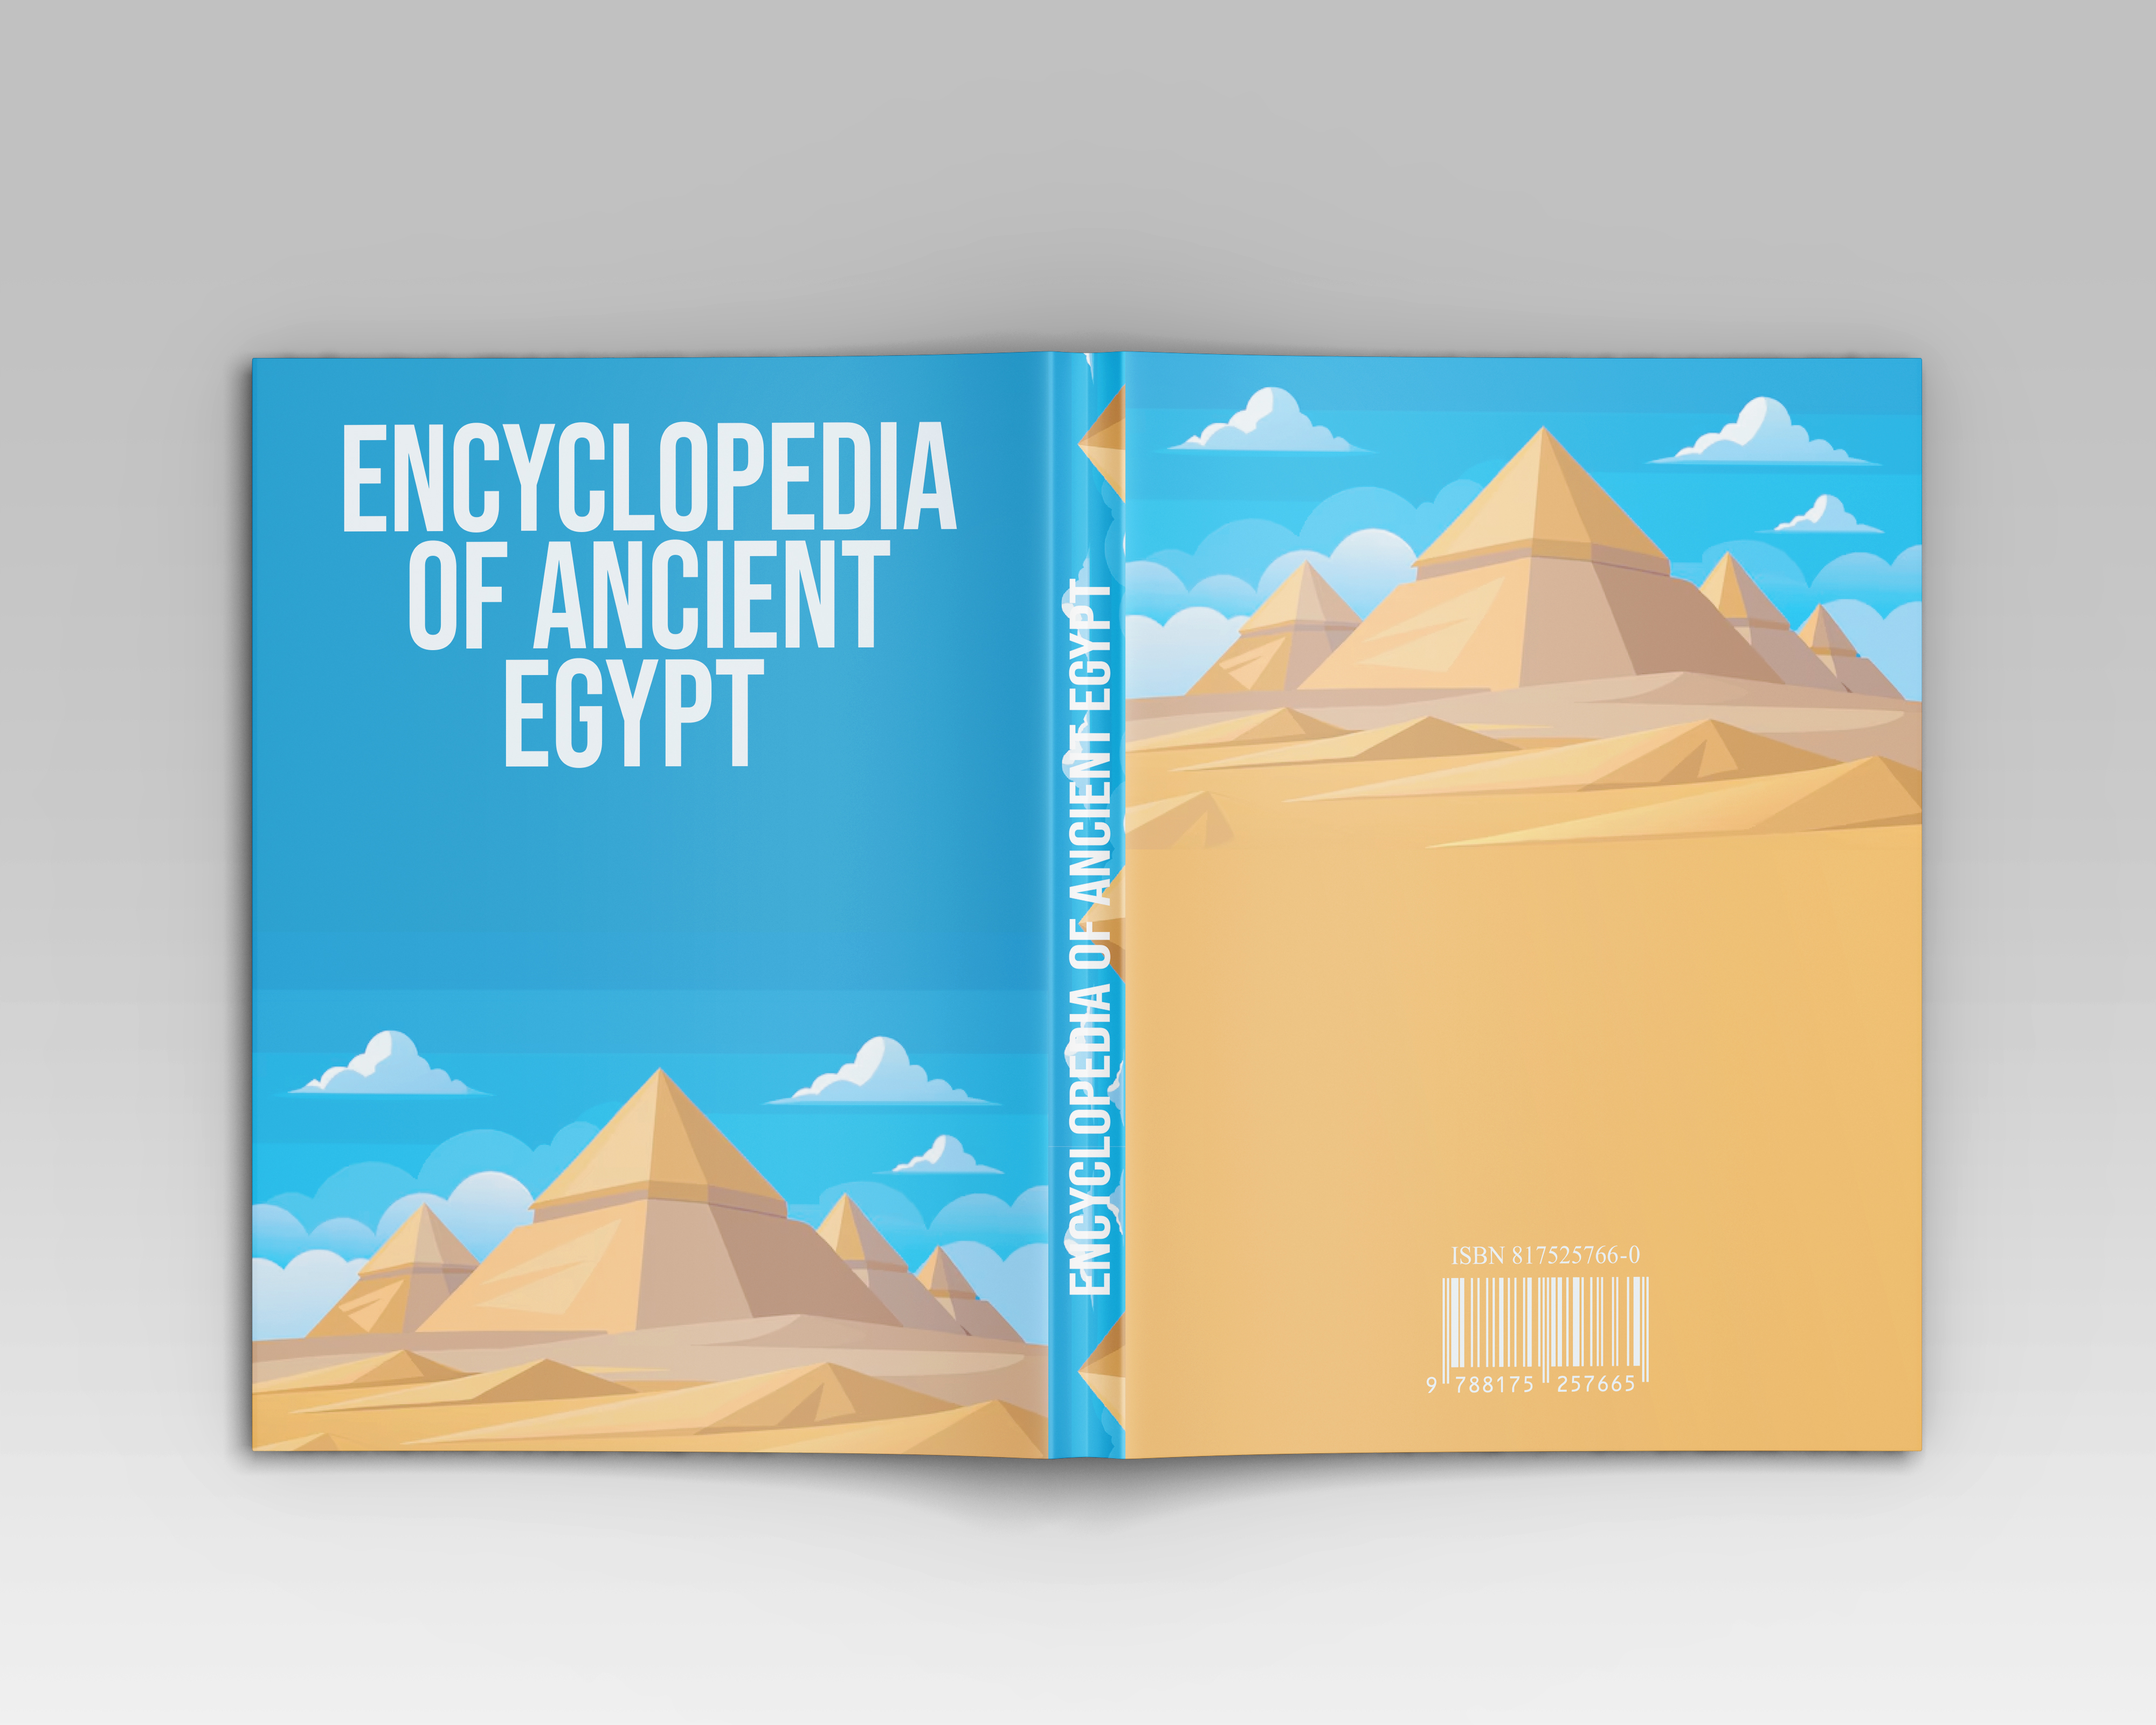 ENCYCLOPEDIA
OF ANCIENT
EGYPT
ENCYCLOPEDIA OF ANCIENT EGYPT
ISBN 817525766-0
9 788175 257665